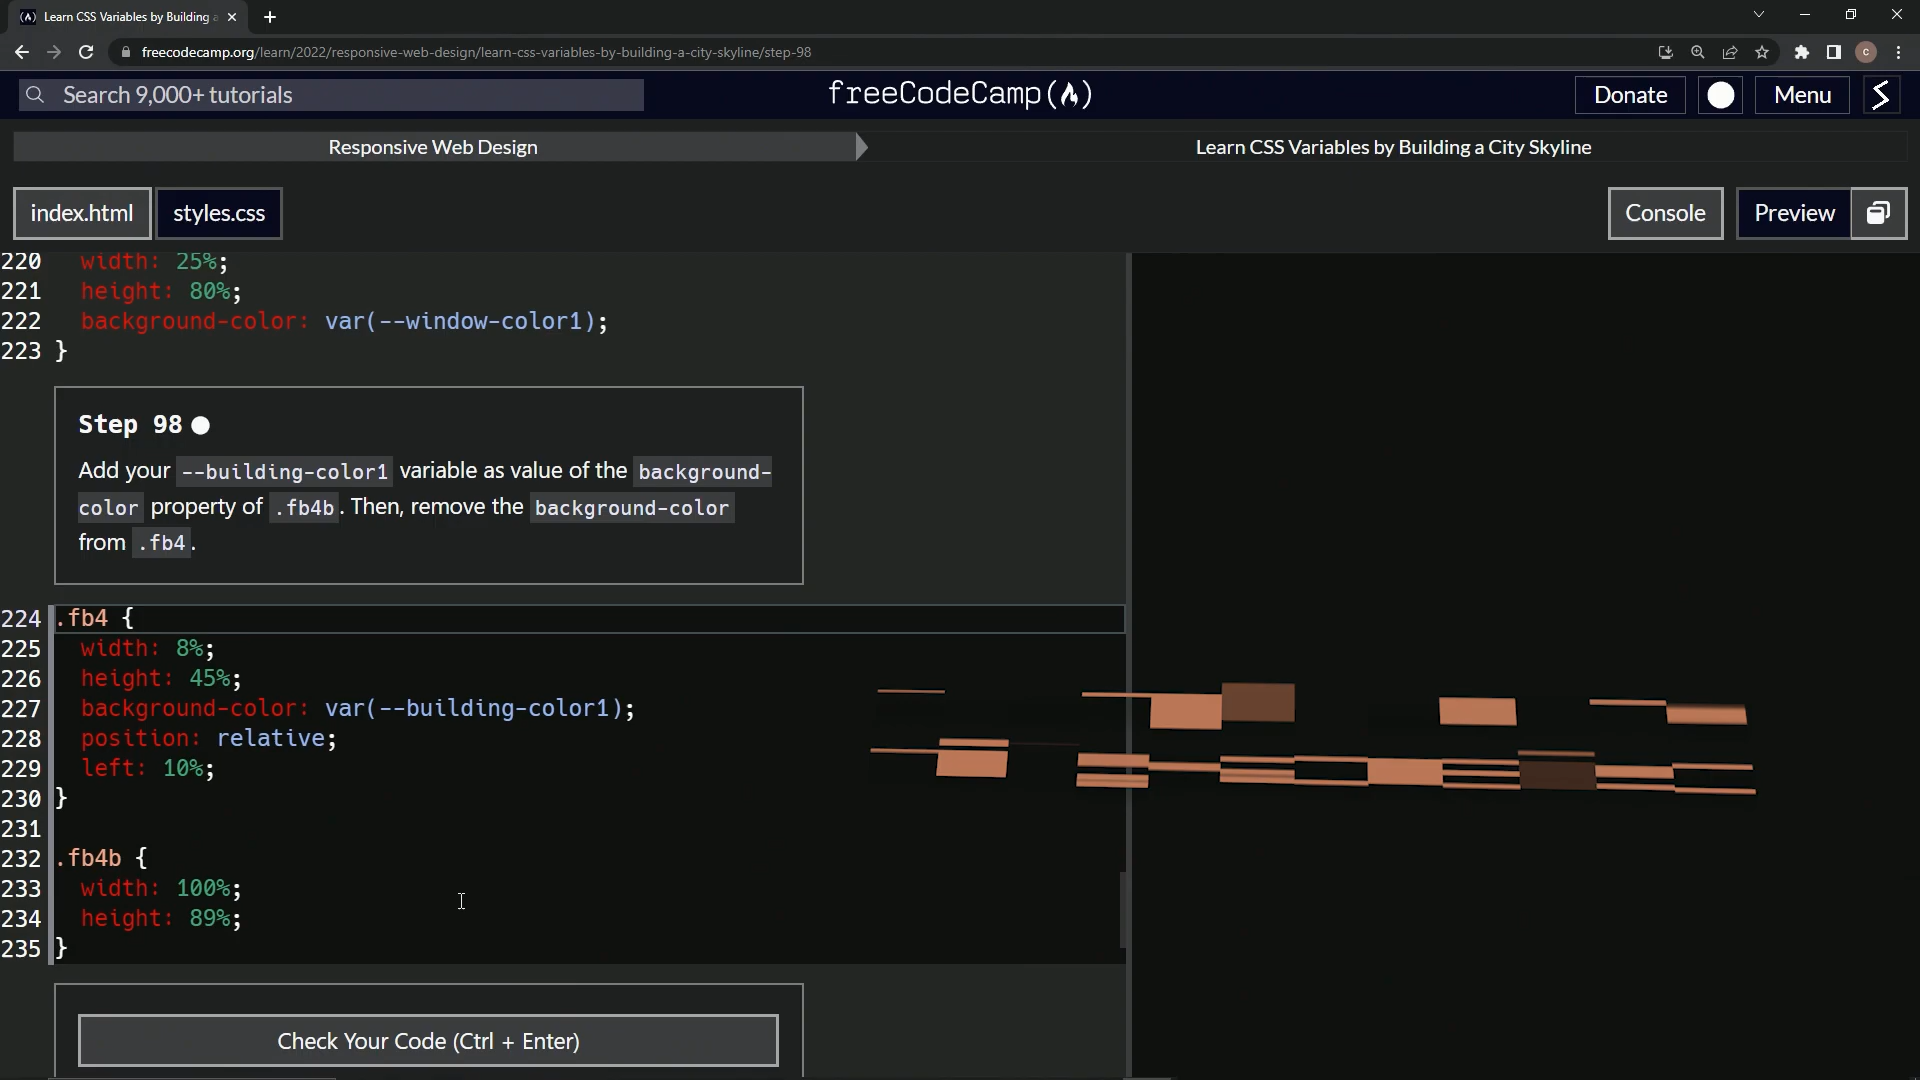 Learn CSS Variables by Building a
freecodecamp.org/learn/2022/responsive-web-design/learn-css-variables-by-building-a-city-skyline/step-98
C
Search 9,000+ tutorials
freeCodeCamp(🔥)
Donate
Menu
Responsive Web Design
Learn CSS Variables by Building a City Skyline
index.html
styles.css
Console
Preview
220 width: 25%;
221 height: 80%;
222 background-color: var(--window-color1);
223 }
Step 98
Add your --building-color1 variable as value of the background-
color property of .fb4b. Then, remove the background-color
from .fb4.
224 .fb4 {
225 width: 8%;
226 height: 45%;
227 background-color: var(--building-color1);
228 position: relative;
229 left: 10%;
230 }
231
232 .fb4b {
233 width: 100%;
234 height: 89%;
235 }
Check Your Code (Ctrl + Enter)